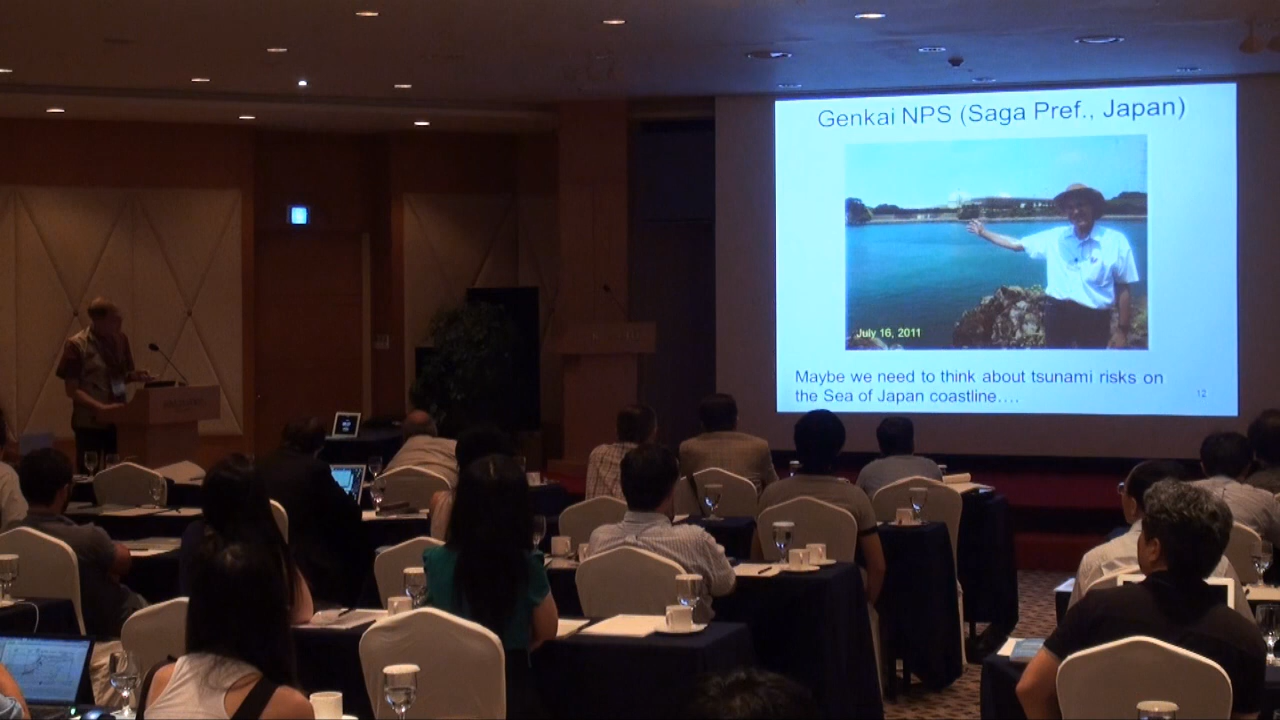 Genkai NPS (Saga Pref., Japan)
July 16, 2011
Maybe we need to think about tsunami risks on
the Sea of Japan coastline....
12